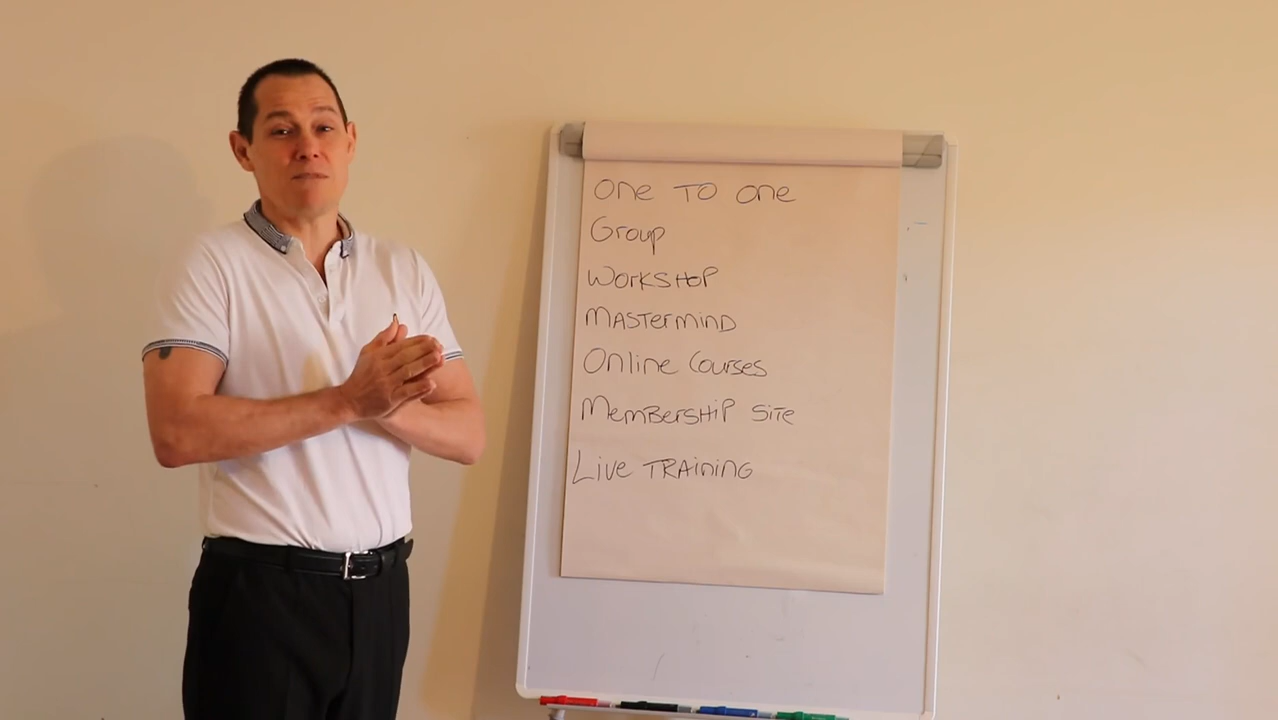 One TO One
Group
WORKSHOP
MASTermind
Online Courses
MemBerSHiP SiTe
Live TRAining